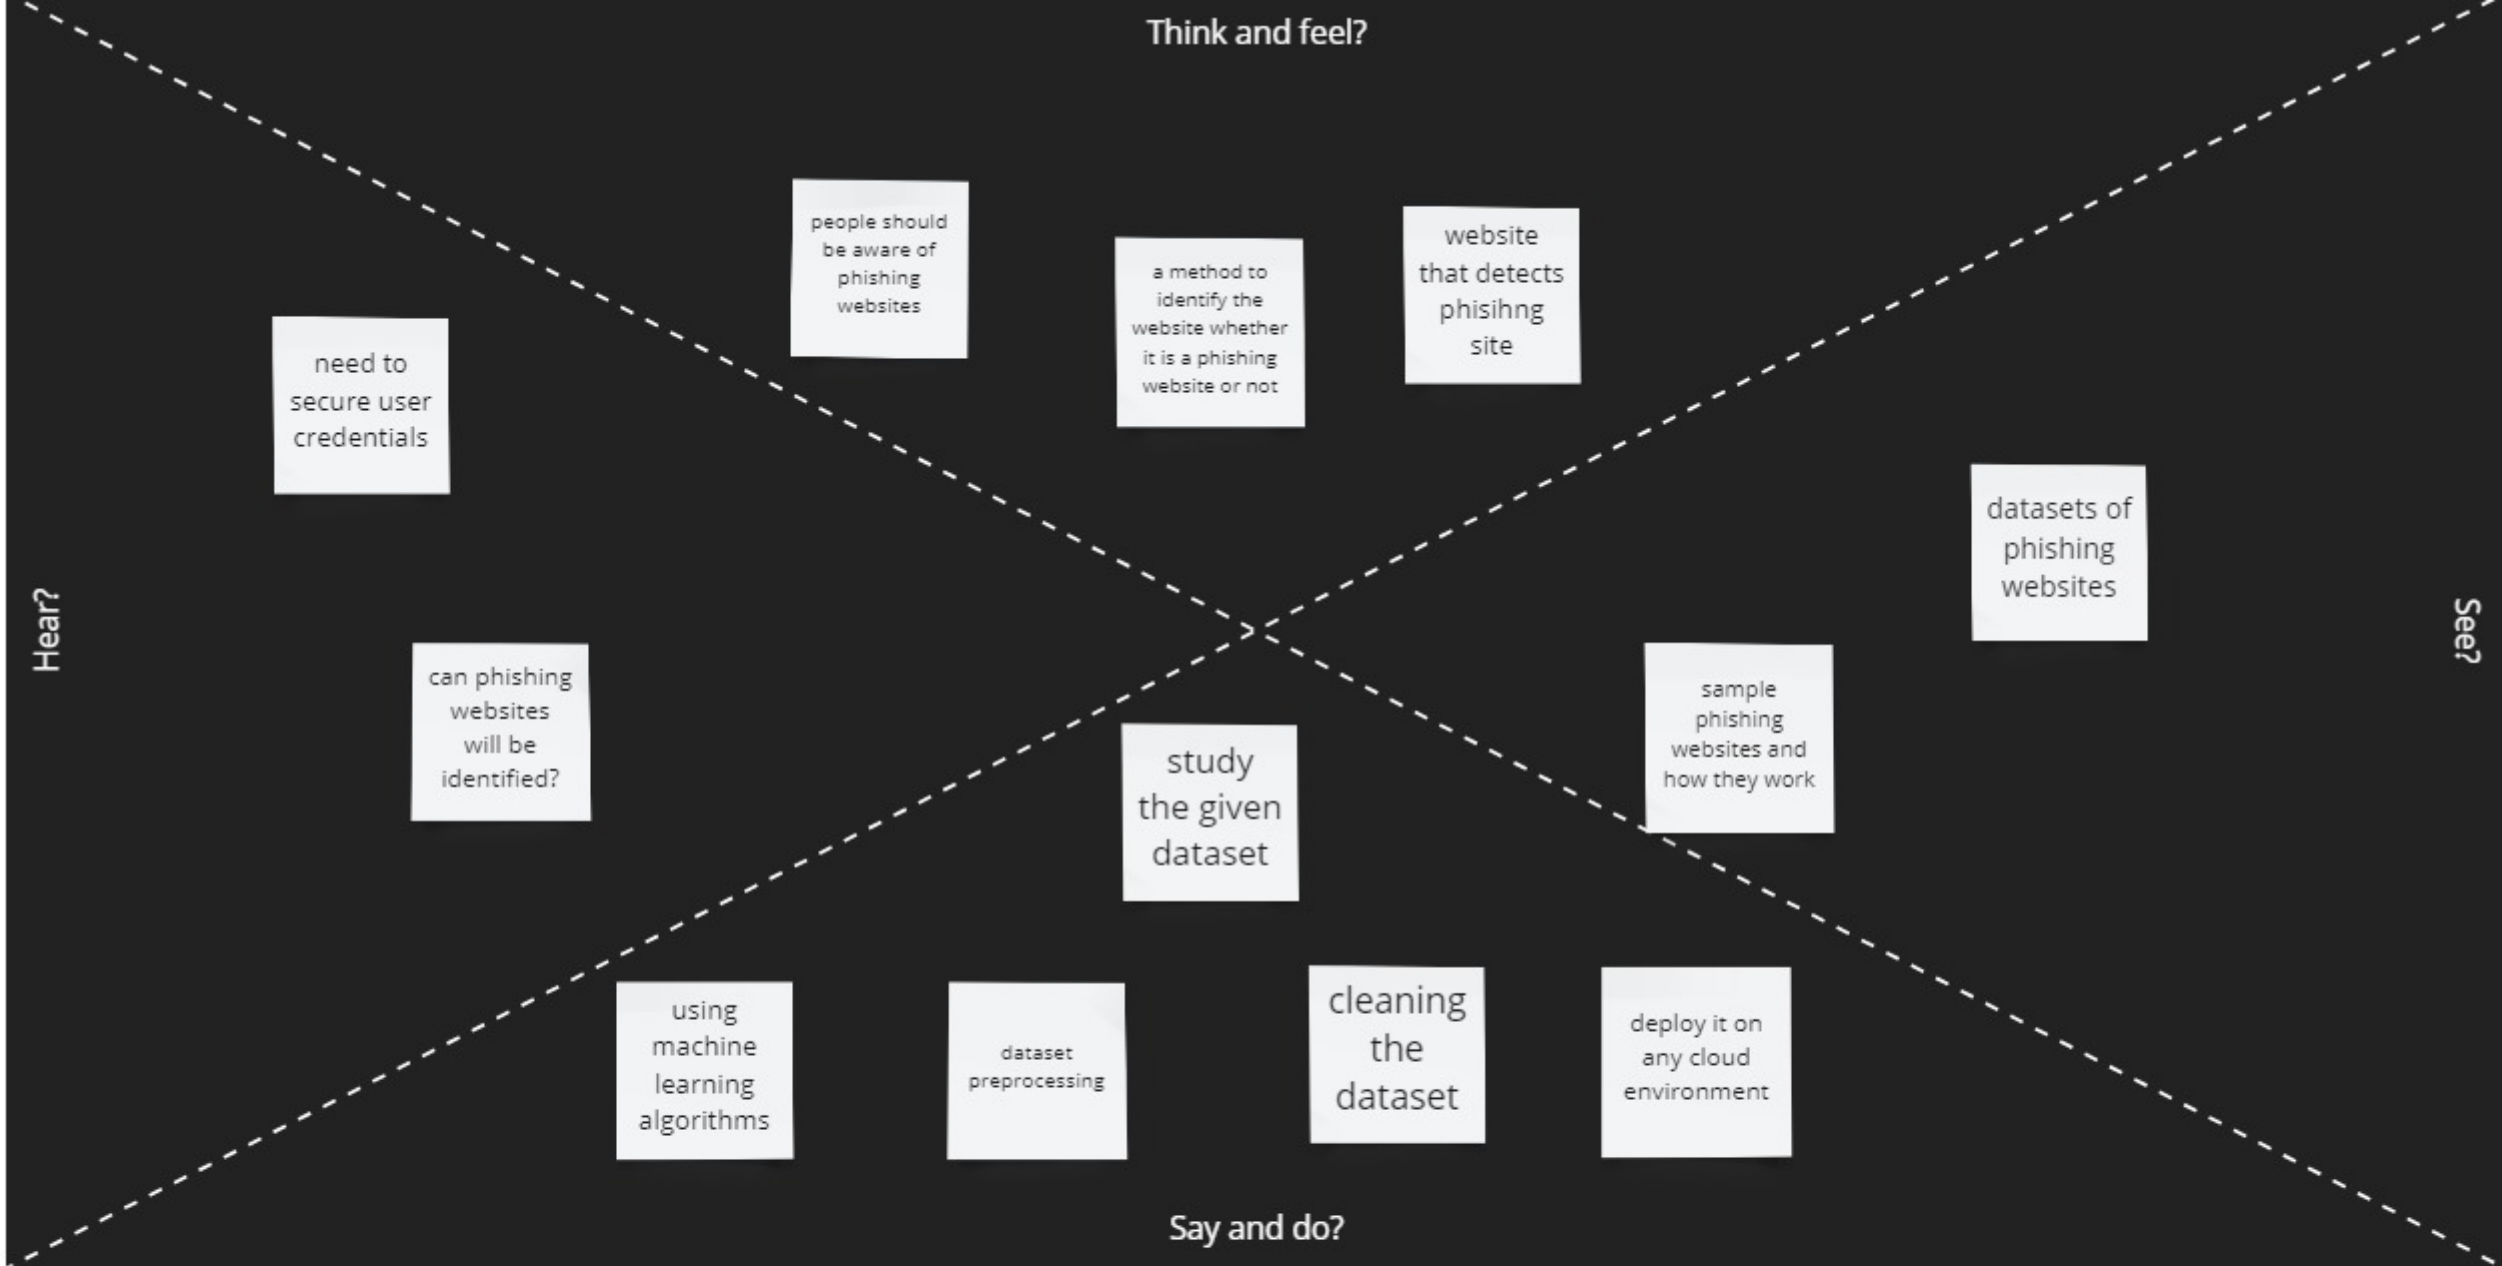 Think and feel?
people should
be aware of
phishing
websites
a method to
identify the
website whether
it is a phishing
website or not
website
that detects
phisihng
site
need to
secure user
credentials
Hear?
can phishing
websites
will be
identified?
datasets of
phishing
websites
See?
sample
phishing
websites and
how they work
study
the given
dataset
using
machine
learning
algorithms
dataset
preprocessing
cleaning
the
dataset
deploy it on
any cloud
environment
Say and do?